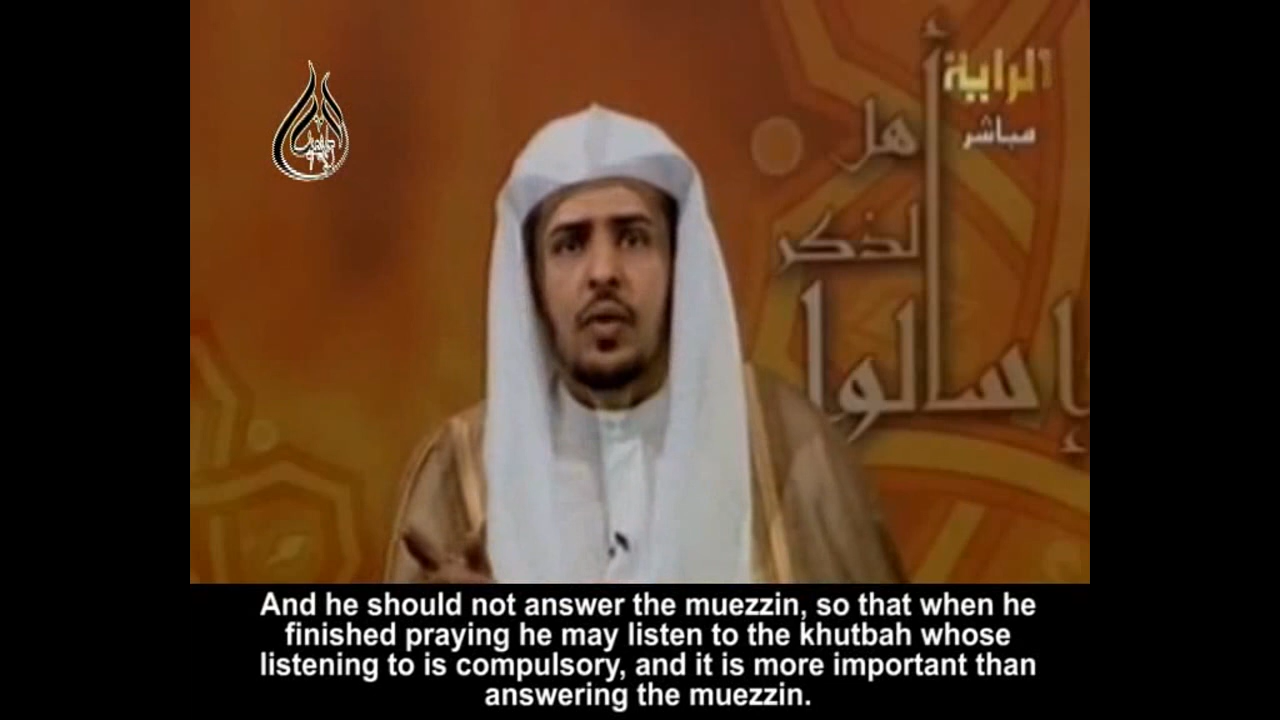 الراية
مباشر
أهل
الذكر
إسالوا
And he should not answer the muezzin, so that when he
finished praying he may listen to the khutbah whose
listening to is compulsory, and it is more important than
answering the muezzin.